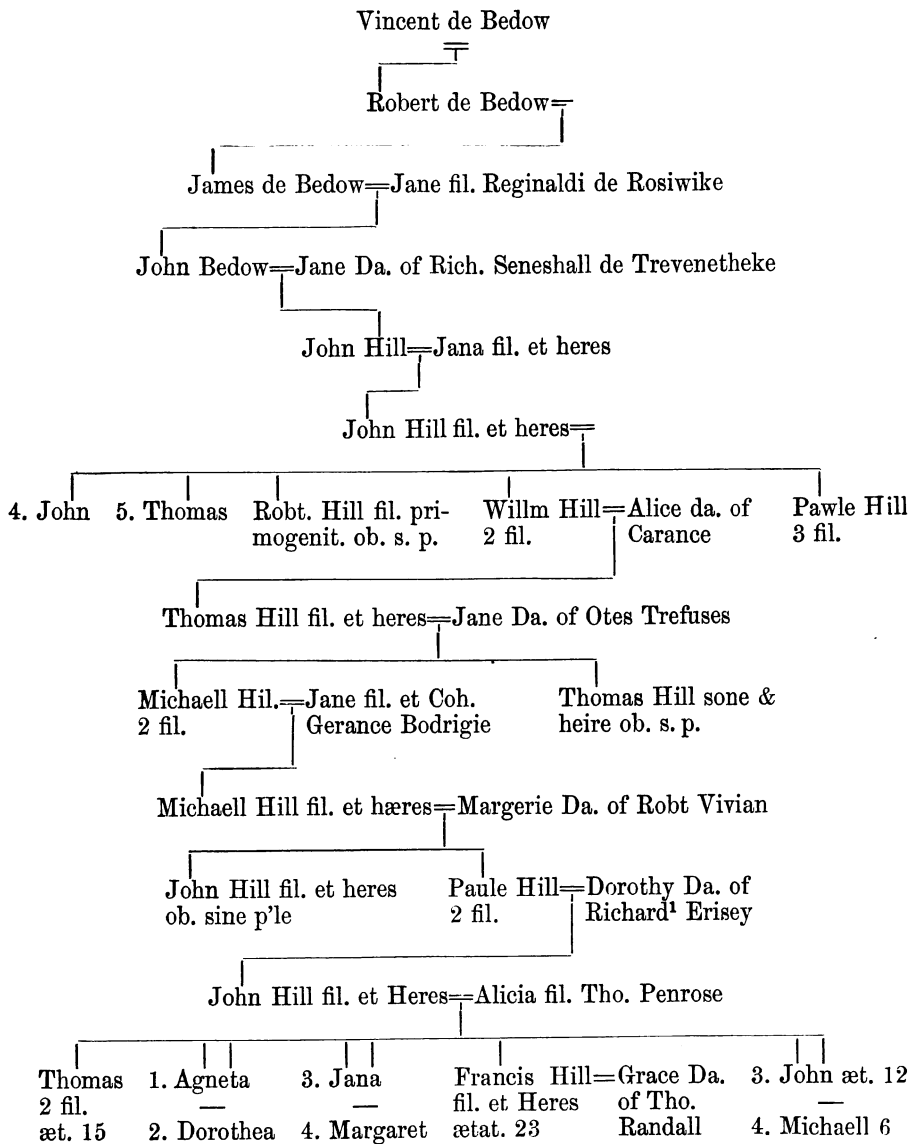 Vincent de Bedow
Robert de Bedow
James de Bedow=Jane fil. Reginaldi de Rosiwike
John Bedow=Jane Da. of Rich. Seneshall de Trevenetheke
John Hill=Jana fil. et heres
John Hill fil. et heres=
4. John
5. Thomas
Robt. Hill fil. pri-
mogenit. ob. s. p.
Willm Hill=Alice da. of
2 fil. Carance
Pawle Hill
3 fil.
Thomas Hill fil. et heres=Jane Da. of Otes Trefuses
Michaell Hil.=Jane fil. et Coh.
2 fil. Gerance Bodrigie
Thomas Hill sone &
heire ob. s. p.
Michaell Hill fil. et hæres=Margerie Da. of Robt Vivian
John Hill fil. et heres
ob. sine p'le
Paule Hill=Dorothy Da. of
2 fil. Richard¹ Erisey
John Hill fil. et Heres=Alicia fil. Tho. Penrose
Thomas
2 fil.
æt. 15
1. Agneta
—
2. Dorothea
3. Jana
—
4. Margaret
Francis Hill=Grace Da.
fil. et Heres of Tho.
ætat. 23 Randall
3. John æt. 12
—
4. Michaell 6